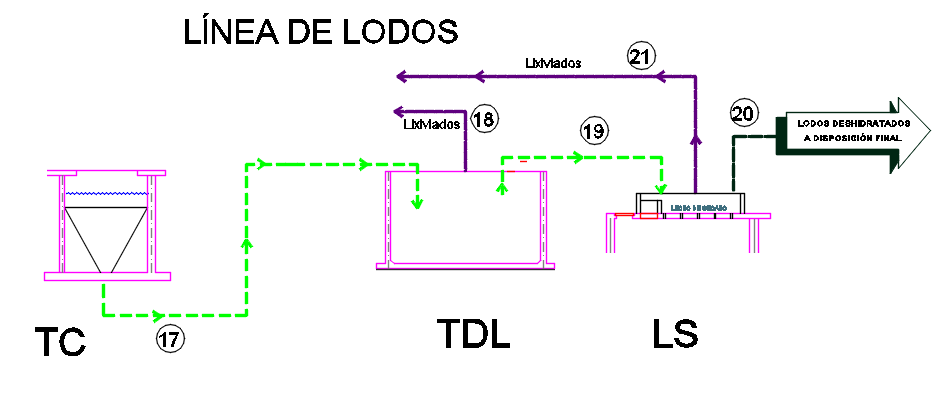 LÍNEA DE LODOS
Lixiviados
21
Lixiviados
18
19
20
LODOS DESHIDRATADOS
A DISPOSICIÓN FINAL
17
TC
TDL
LS